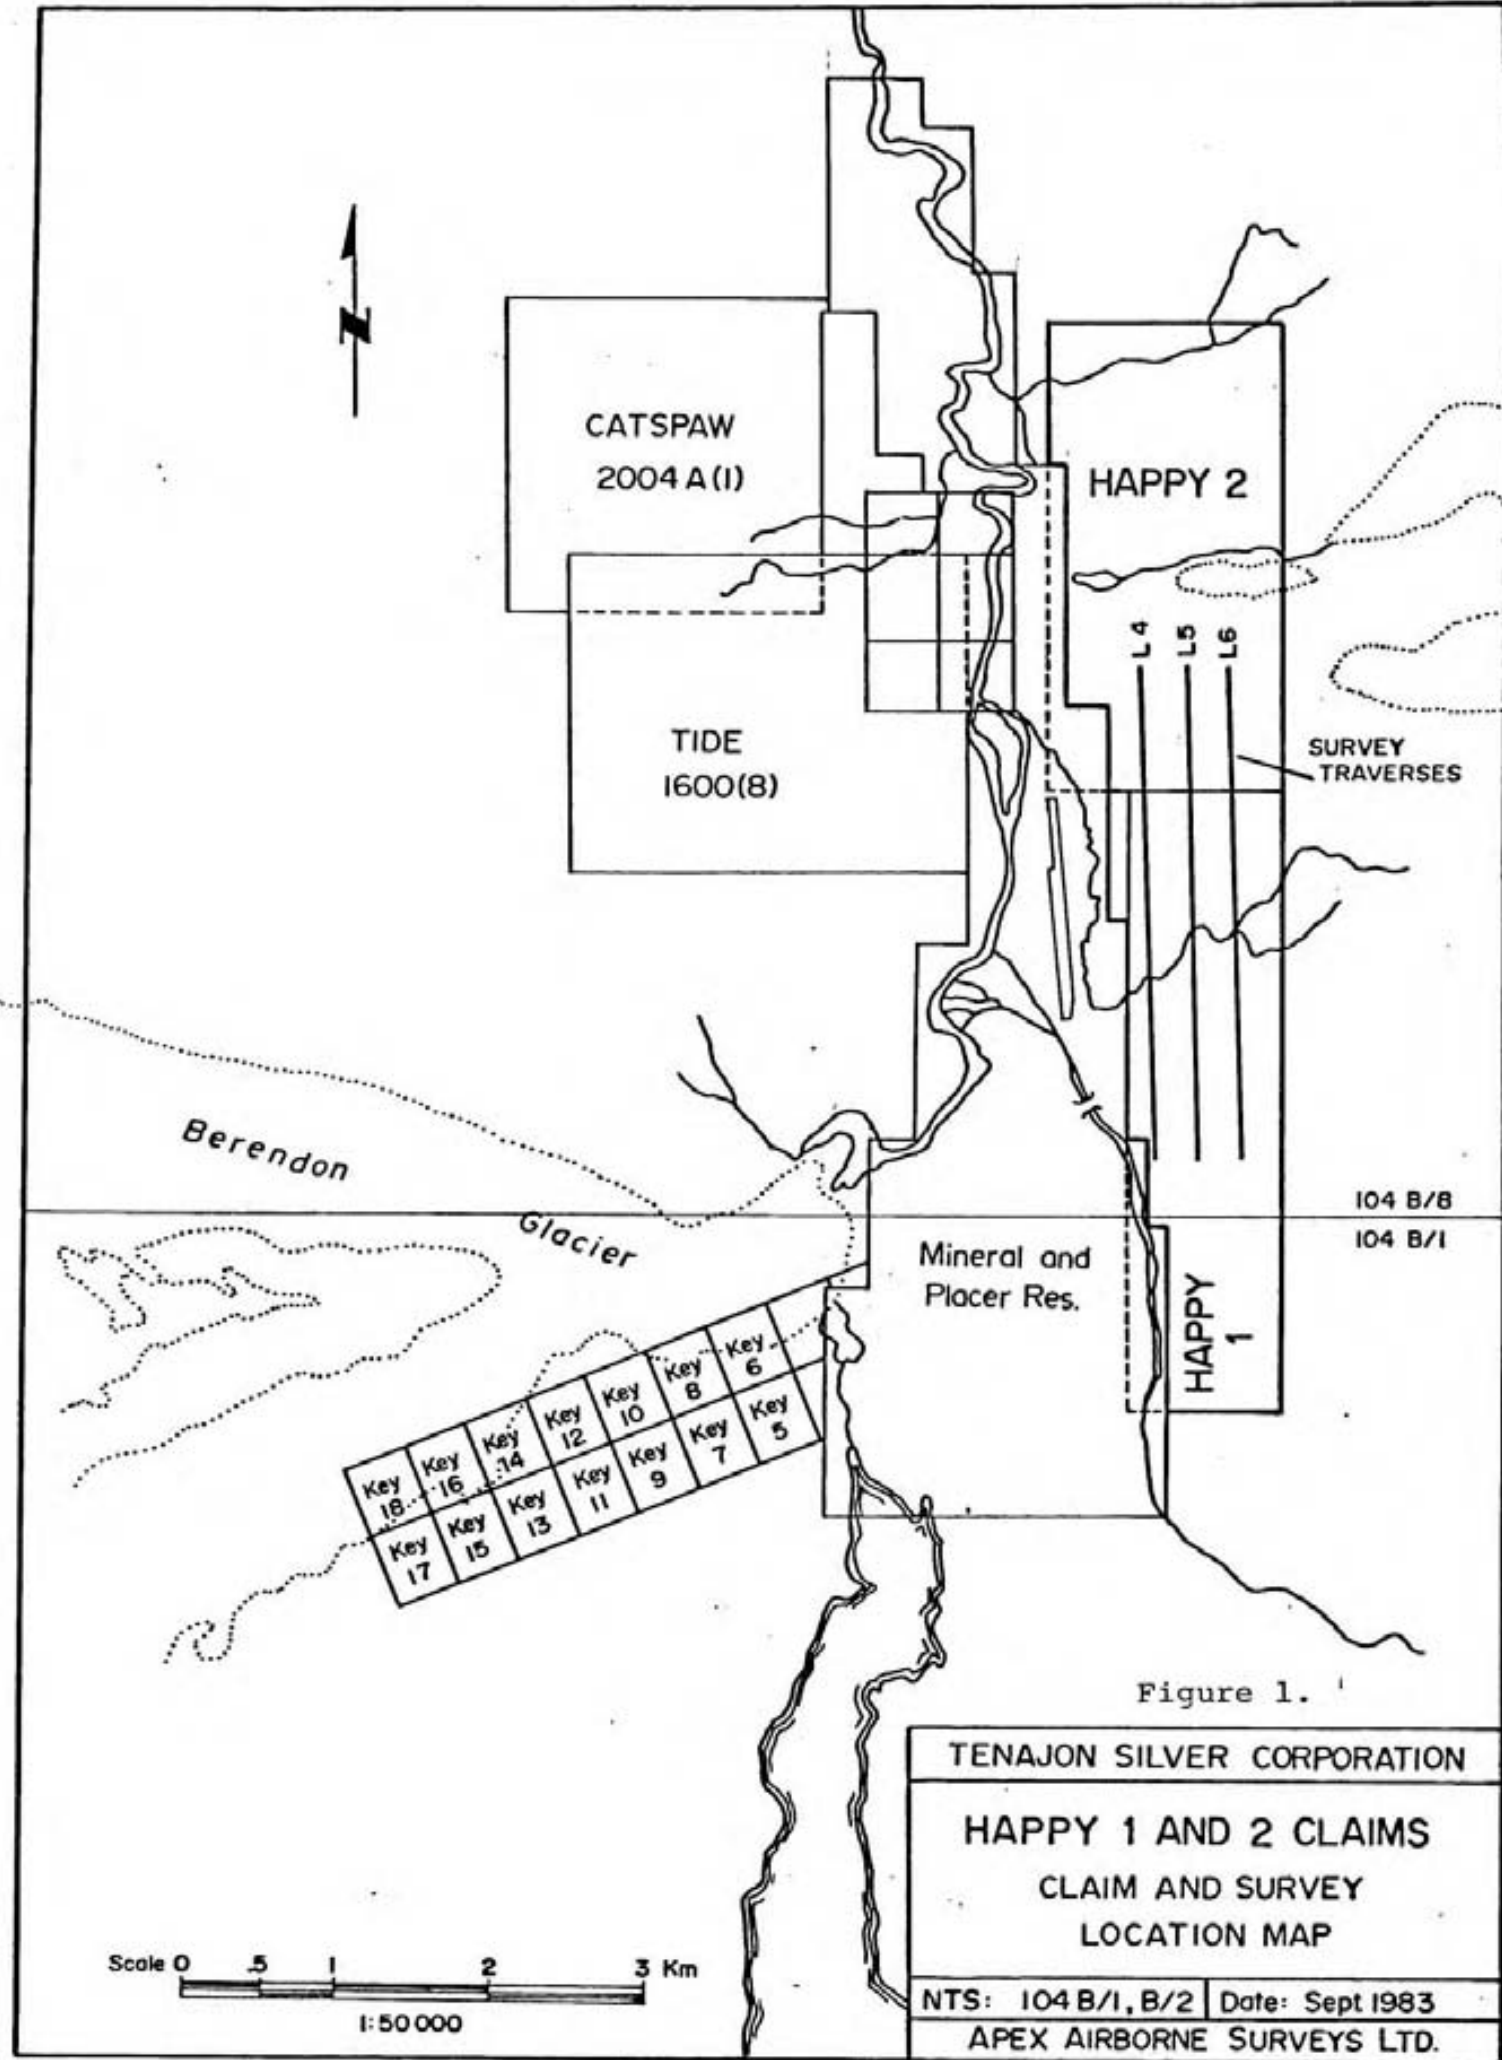 N
CATSPAW
2004 A (1)
HAPPY 2
L 4
L5
L6
TIDE
1600(8)
SURVEY
TRAVERSES
Berendon
Glacier
104 B/8
104 B/1
Mineral and
Placer Res.
HAPPY
1
Key
6
Key
8
Key
10
Key
12
Key
14
Key
16
Key
18
Key
5
Key
7
Key
9
Key
11
Key
13
Key
15
Key
17
Figure 1.
TENAJON SILVER CORPORATION
HAPPY 1 AND 2 CLAIMS
CLAIM AND SURVEY
LOCATION MAP
NTS: 104 B/1, B/2 Date: Sept 1983
APEX AIRBORNE SURVEYS LTD.
Scale 0 .5 1 2 3 Km
1:50 000